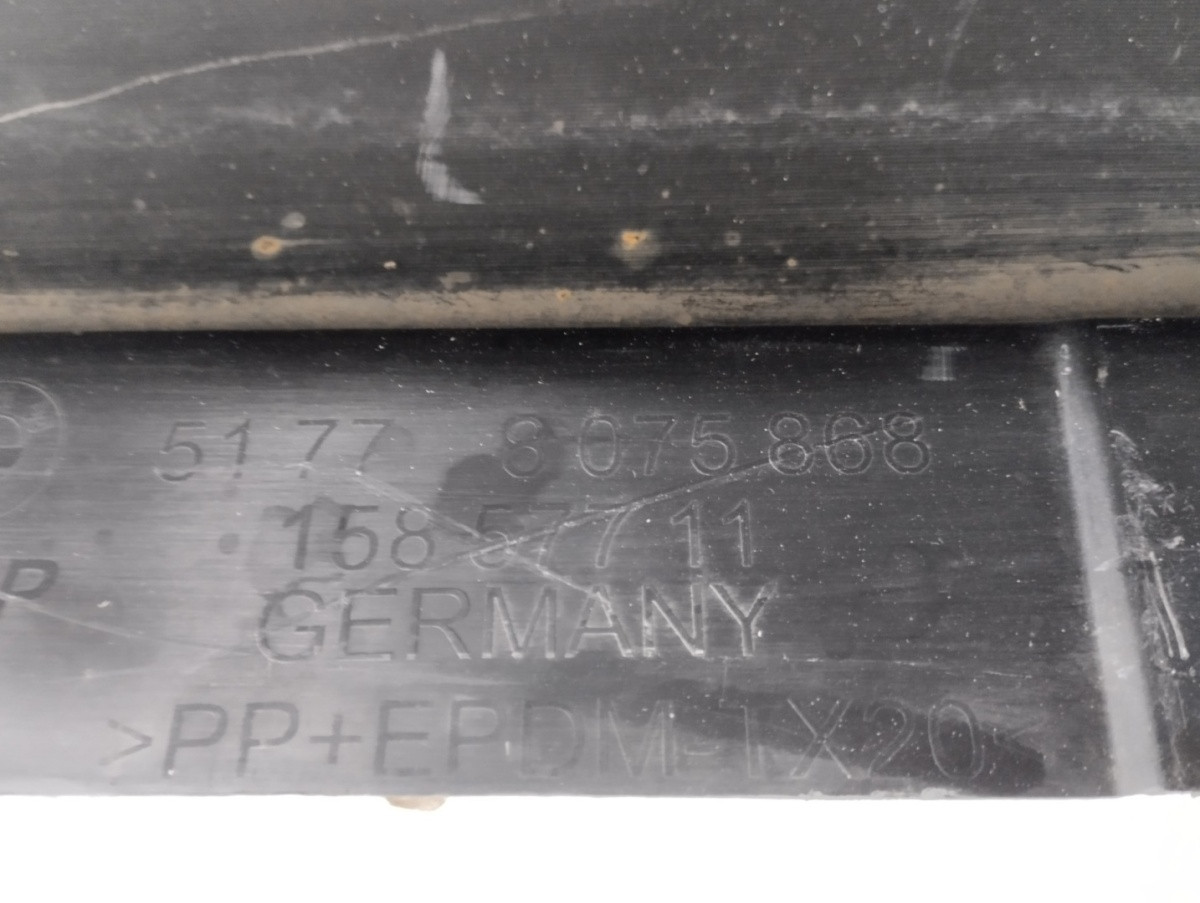 51 77 8 075 868
158 577 11
P
GERMANY
>PP+EPDM-TX20<